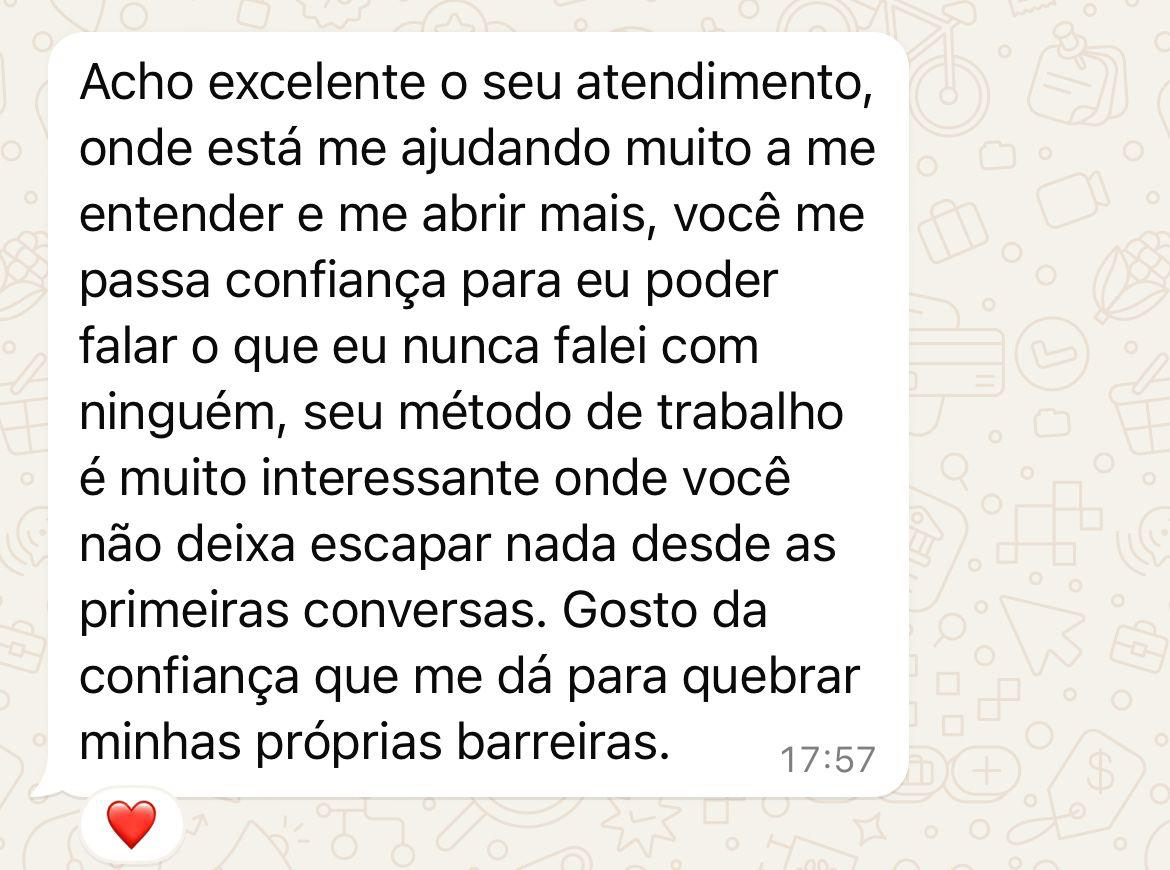 Acho excelente o seu atendimento,
onde está me ajudando muito a me
entender e me abrir mais, você me
passa confiança para eu poder
falar o que eu nunca falei com
ninguém, seu método de trabalho
é muito interessante onde você
não deixa escapar nada desde as
primeiras conversas. Gosto da
confiança que me dá para quebrar
minhas próprias barreiras.
17:57